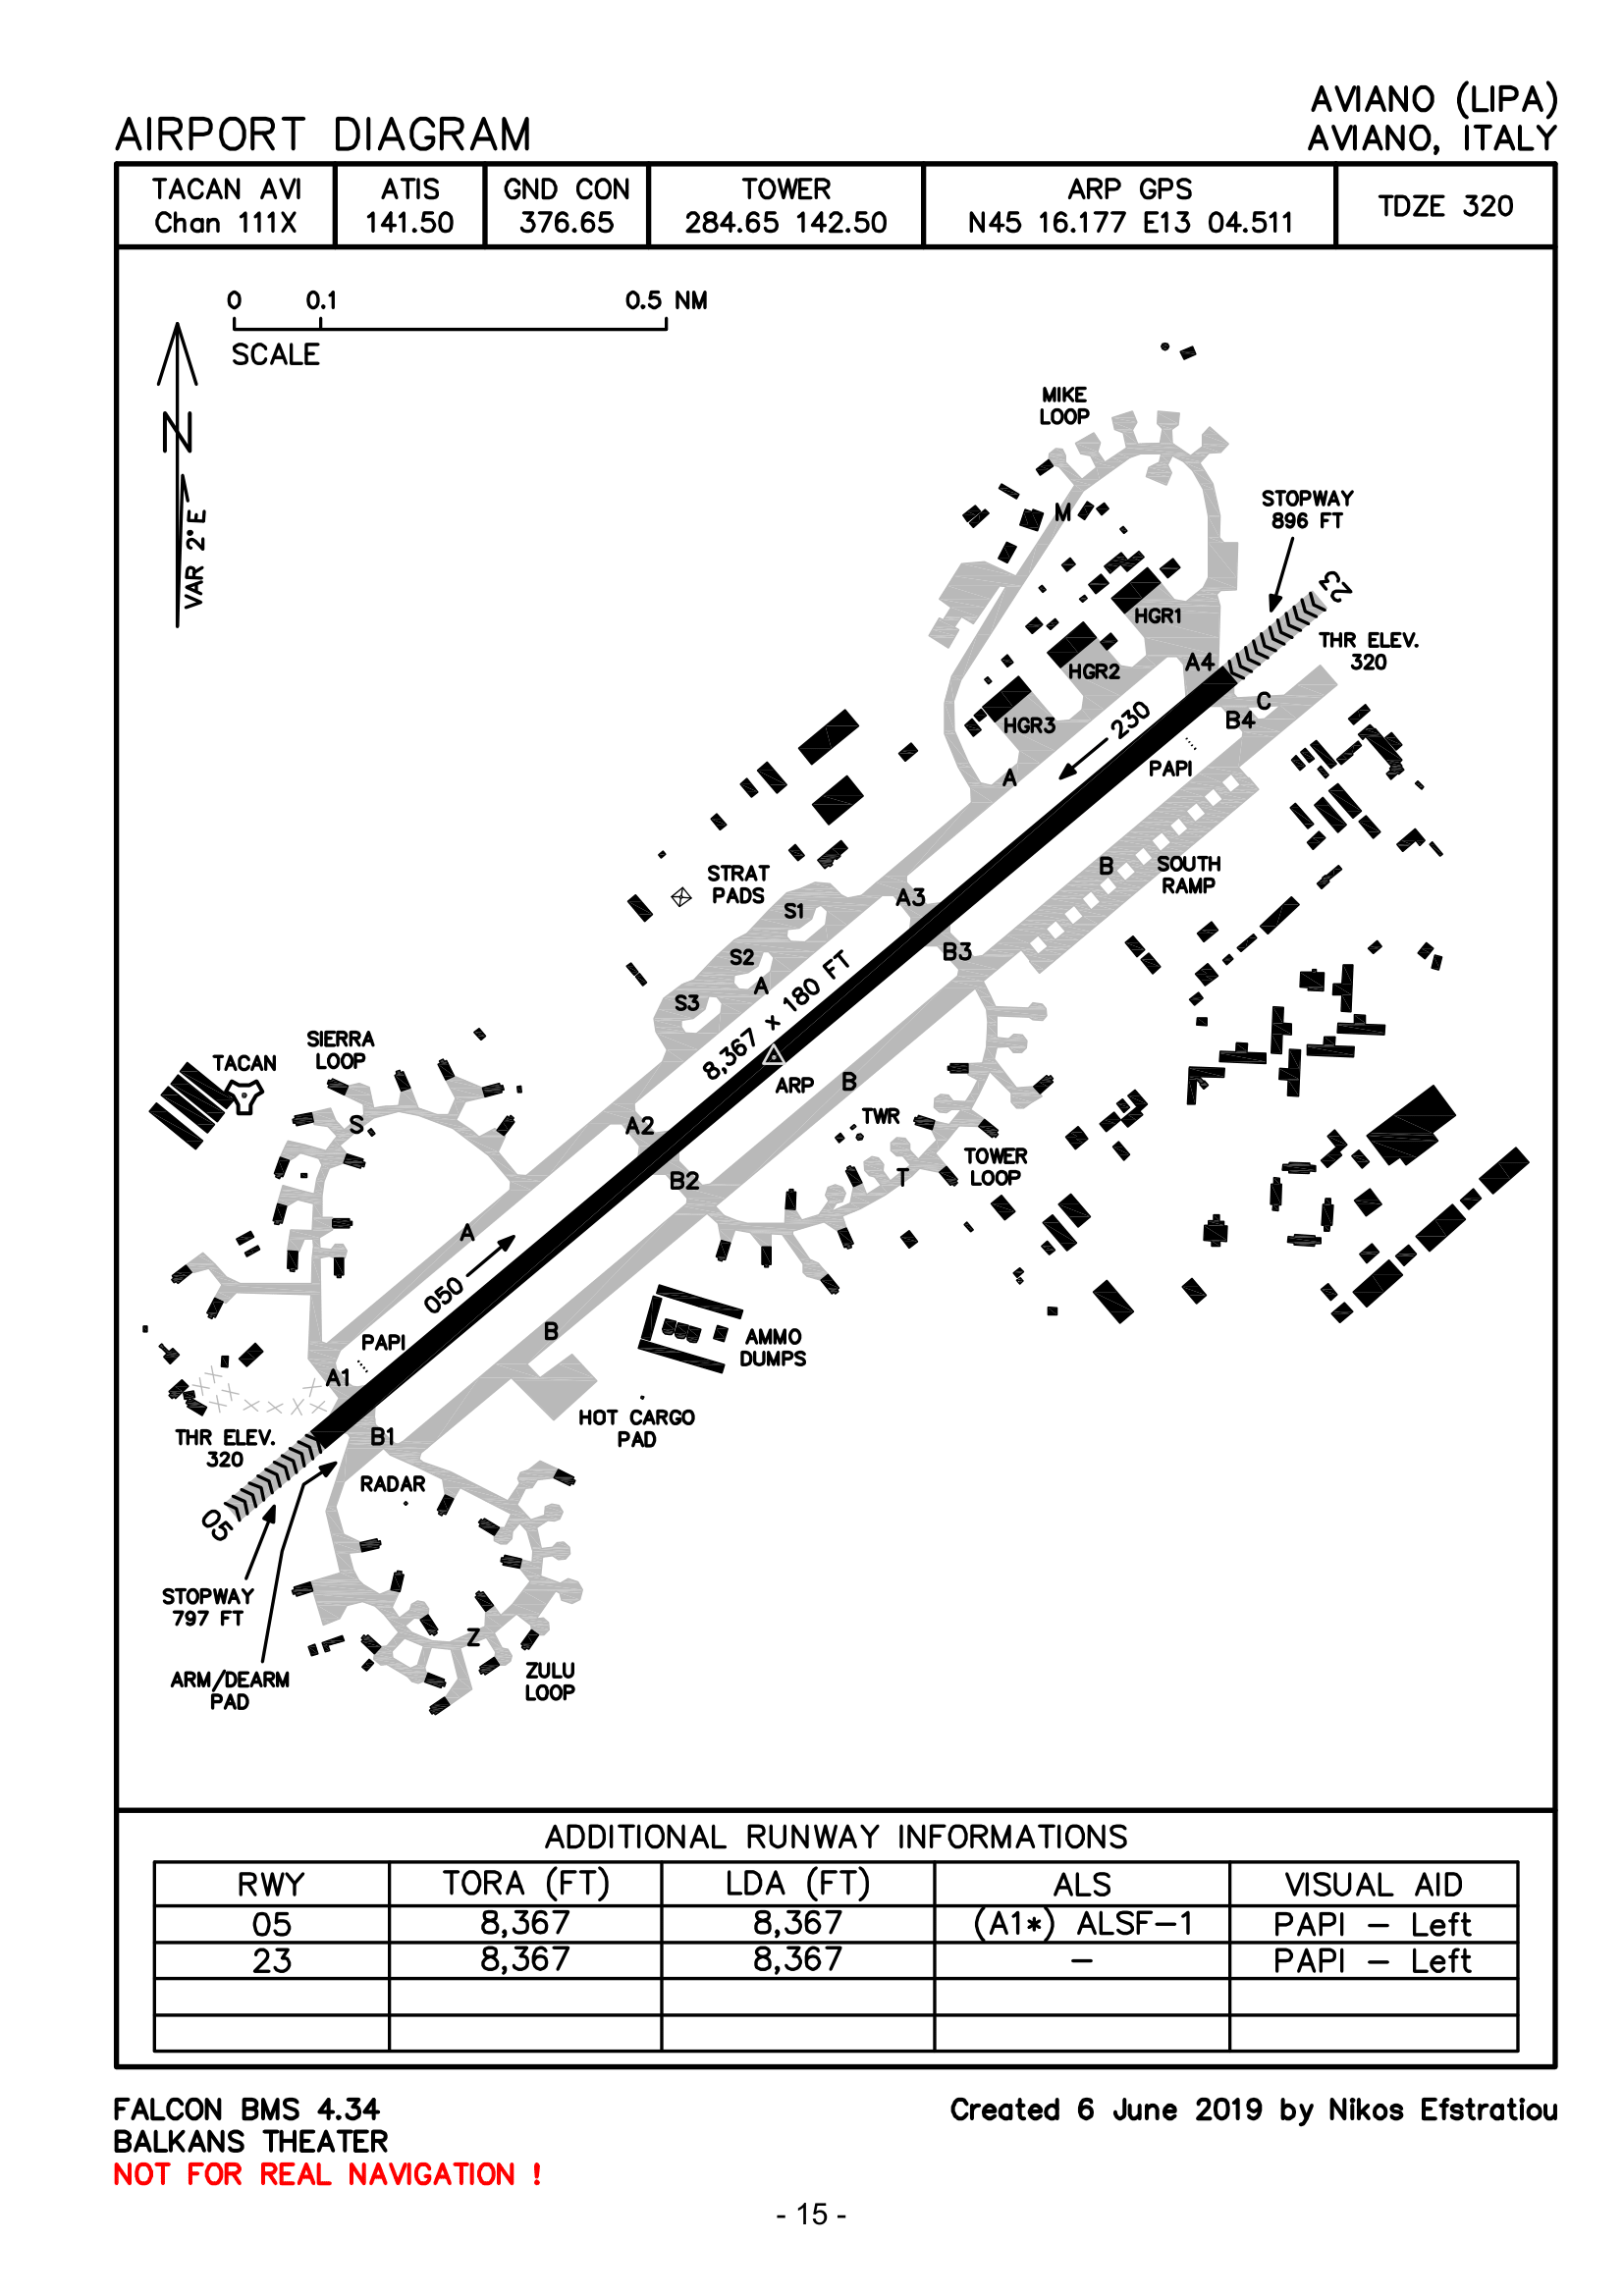 AVIANO (LIPA)
AIRPORT DIAGRAM
AVIANO, ITALY
TACAN AVI
Chan 111X
ATIS
141.50
GND CON
376.65
TOWER
284.65 142.50
ARP GPS
N45 16.177 E13 04.511
TDZE 320
0 0.1 0.5 NM
SCALE
N
VAR 2°E
MIKE
LOOP
M
STOPWAY
896 FT
23
THR ELEV.
320
HGR1
HGR2
HGR3
A4
C
B4
230
PAPI
A
B
SOUTH
RAMP
STRAT
PADS
S1
S2
S3
A
A3
B3
8,367 x 180 FT
ARP
B
SIERRA
LOOP
TACAN
S
A2
B2
TWR
TOWER
LOOP
T
A
050
B
PAPI
A1
AMMO
DUMPS
HOT CARGO
PAD
THR ELEV.
320
B1
RADAR
05
STOPWAY
797 FT
ARM/DEARM
PAD
Z
ZULU
LOOP
ADDITIONAL RUNWAY INFORMATIONS
RWY TORA (FT) LDA (FT) ALS VISUAL AID
05 8,367 8,367 (A1*) ALSF-1 PAPI - Left
23 8,367 8,367 - PAPI - Left
FALCON BMS 4.34
Created 6 June 2019 by Nikos Efstratiou
BALKANS THEATER
NOT FOR REAL NAVIGATION !
- 15 -